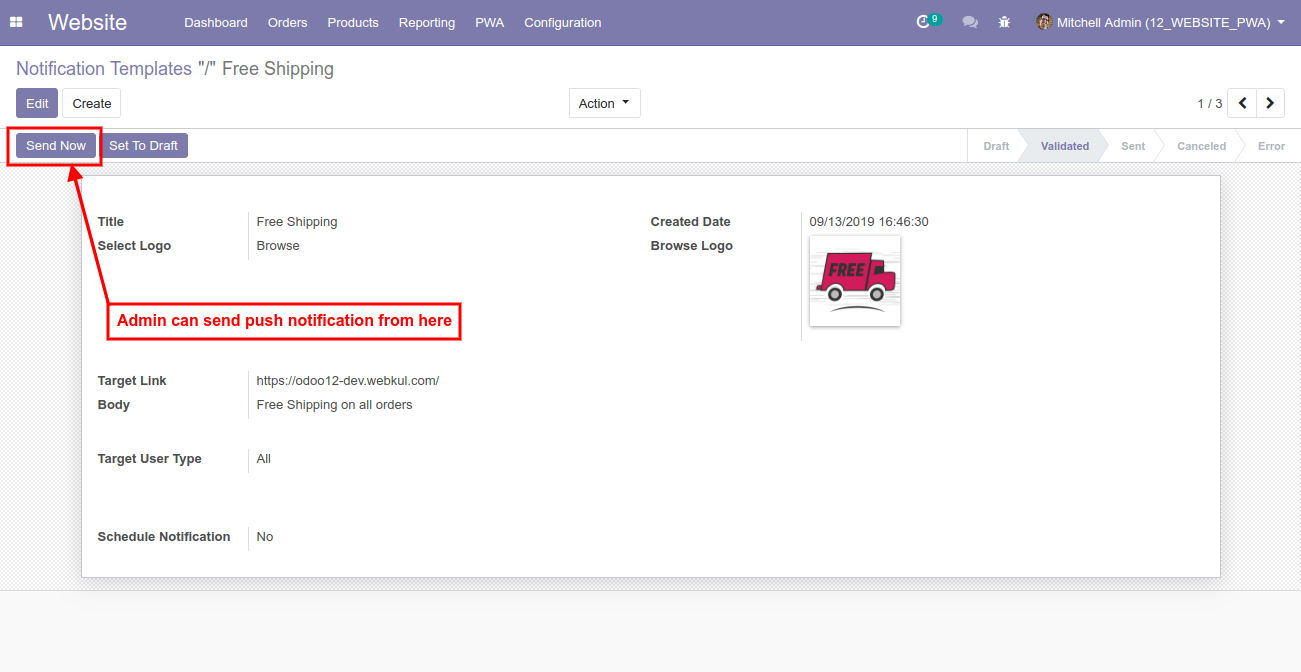 Website Dashboard Orders Products Reporting PWA Configuration 9 Mitchell Admin (12_WEBSITE_PWA)
Notification Templates "/" Free Shipping
Edit Create Action 1 / 3
Send Now Set To Draft Draft Validated Sent Canceled Error
Title Free Shipping Created Date 09/13/2019 16:46:30
Select Logo Browse Browse Logo
FREE
Admin can send push notification from here
Target Link https://odoo12-dev.webkul.com/
Body Free Shipping on all orders
Target User Type All
Schedule Notification No